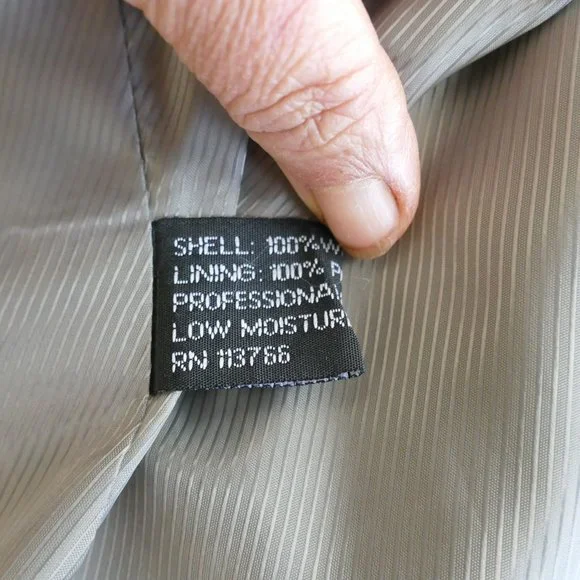 SHELL: 100% W
LINING: 100% P
PROFESSIONA
LOW MOISTUR
RN 113766